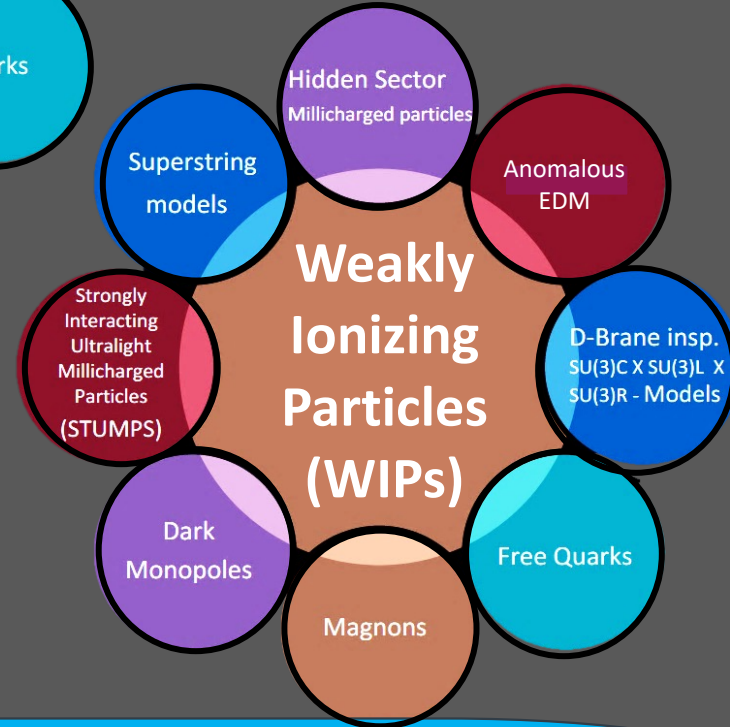 Hidden Sector
Millicharged particles
Anomalous
EDM
D-Brane insp.
SU(3)C X SU(3)L X
SU(3)R - Models
Free Quarks
Magnons
Dark
Monopoles
Strongly
Interacting
Ultralight
Millicharged
Particles
(STUMPS)
Superstring
models
Weakly
Ionizing
Particles
(WIPs)